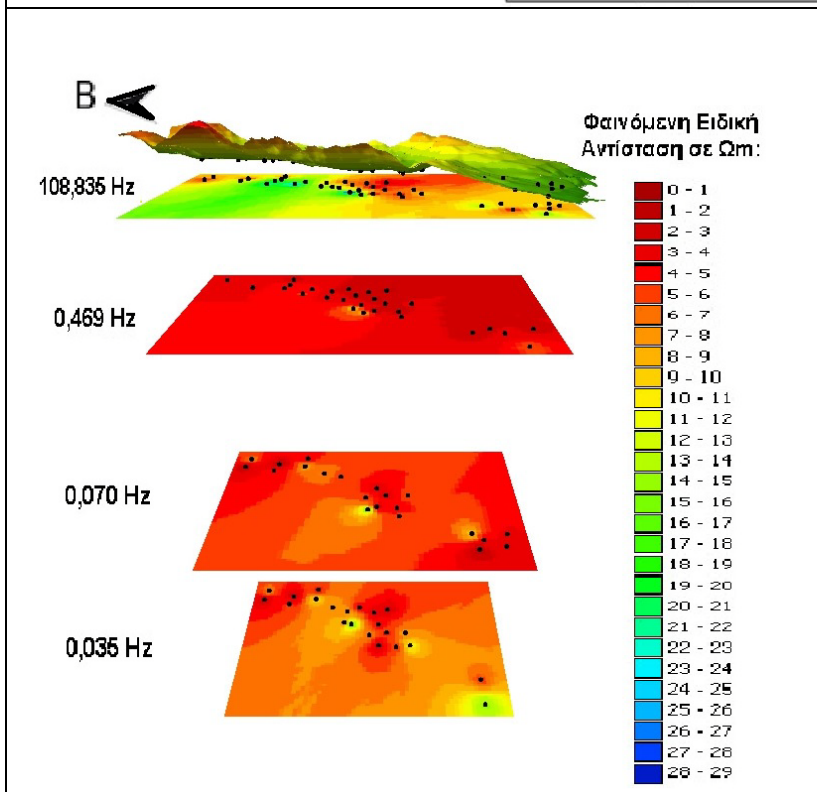 B
Φαινόμενη Ειδική
Αντίσταση σε Ωm:
108,835 Hz
0,469 Hz
0,070 Hz
0,035 Hz
0 - 1
1 - 2
2 - 3
3 - 4
4 - 5
5 - 6
6 - 7
7 - 8
8 - 9
9 - 10
10 - 11
11 - 12
12 - 13
13 - 14
14 - 15
15 - 16
16 - 17
17 - 18
18 - 19
19 - 20
20 - 21
21 - 22
22 - 23
23 - 24
24 - 25
25 - 26
26 - 27
27 - 28
28 - 29